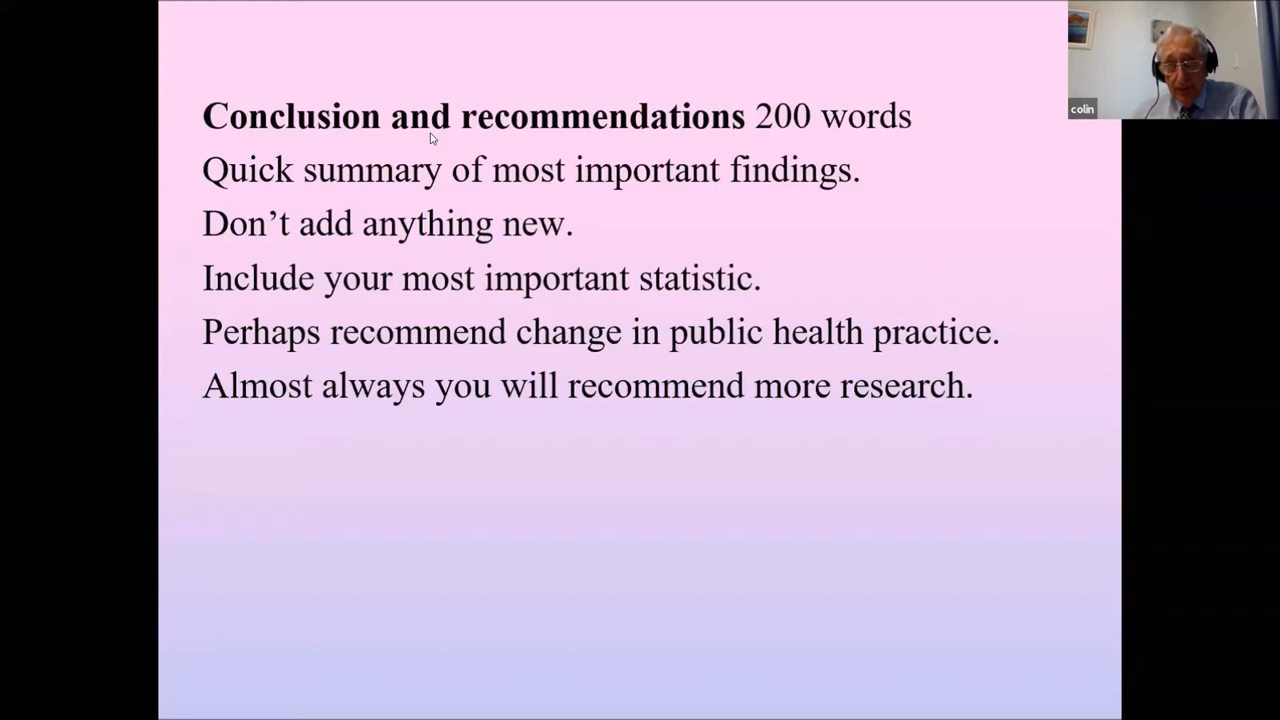 Conclusion and recommendations 200 words
Quick summary of most important findings.
Don’t add anything new.
Include your most important statistic.
Perhaps recommend change in public health practice.
Almost always you will recommend more research.
colin